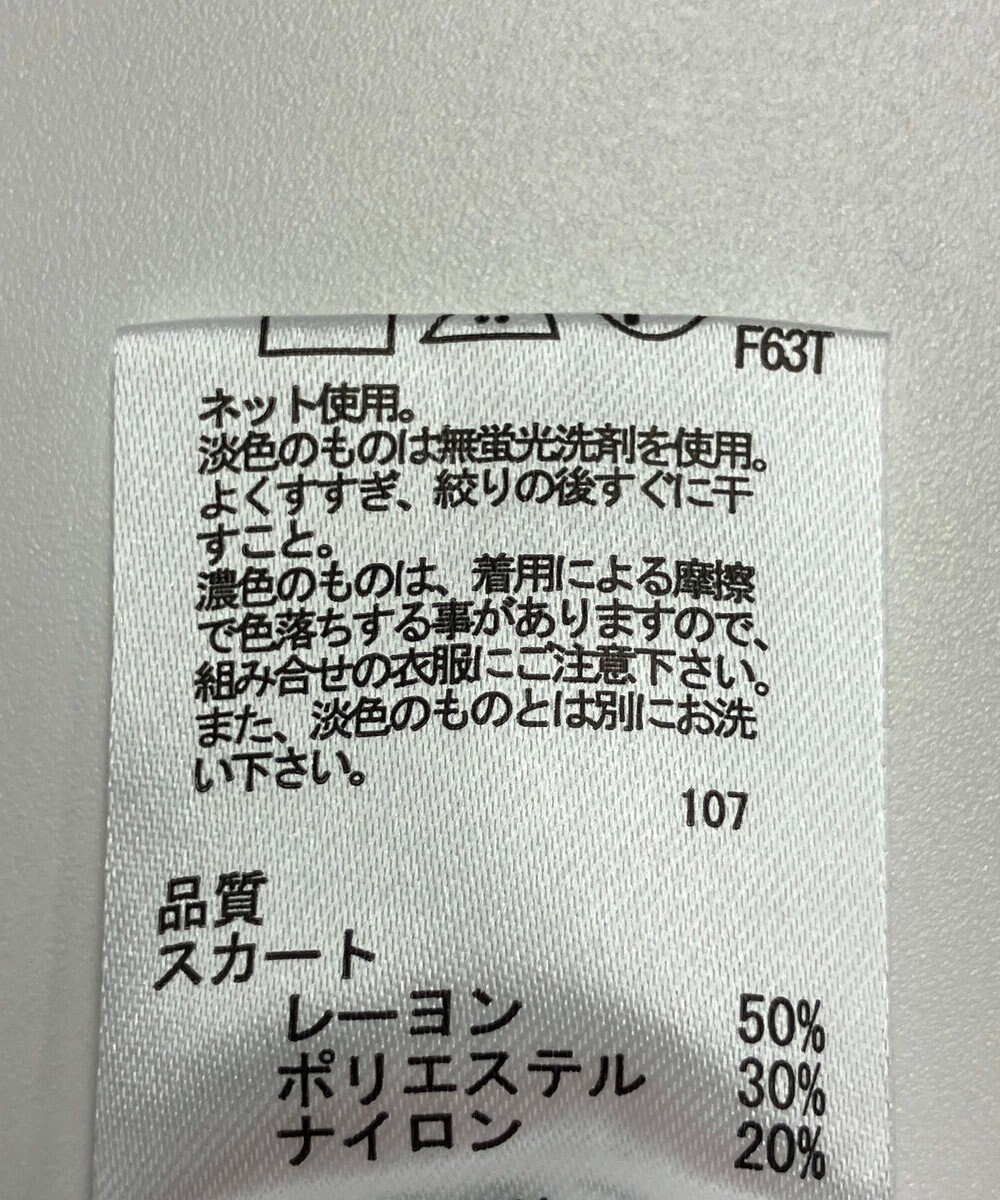 F63T
ネット使用。
淡色のものは無蛍光洗剤を使用。
よくすすぎ、絞りの後すぐに干
すこと。
濃色のものは、着用による摩擦
で色落ちする事がありますので、
組み合せの衣服にご注意下さい。
また、淡色のものとは別にお洗
い下さい。
107
品質
スカート
レーヨン 50%
ポリエステル 30%
ナイロン 20%